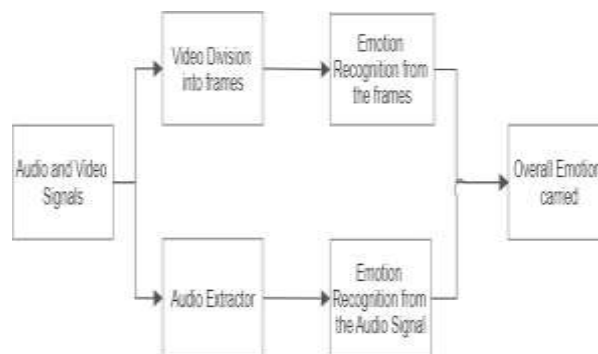 Video Division
into frames
Emotion
Recognition from
the frames
Audio and Video
Signals
Overall Emotion
carried
Audio Extractor
Emotion
Recognition from
the Audio Signal